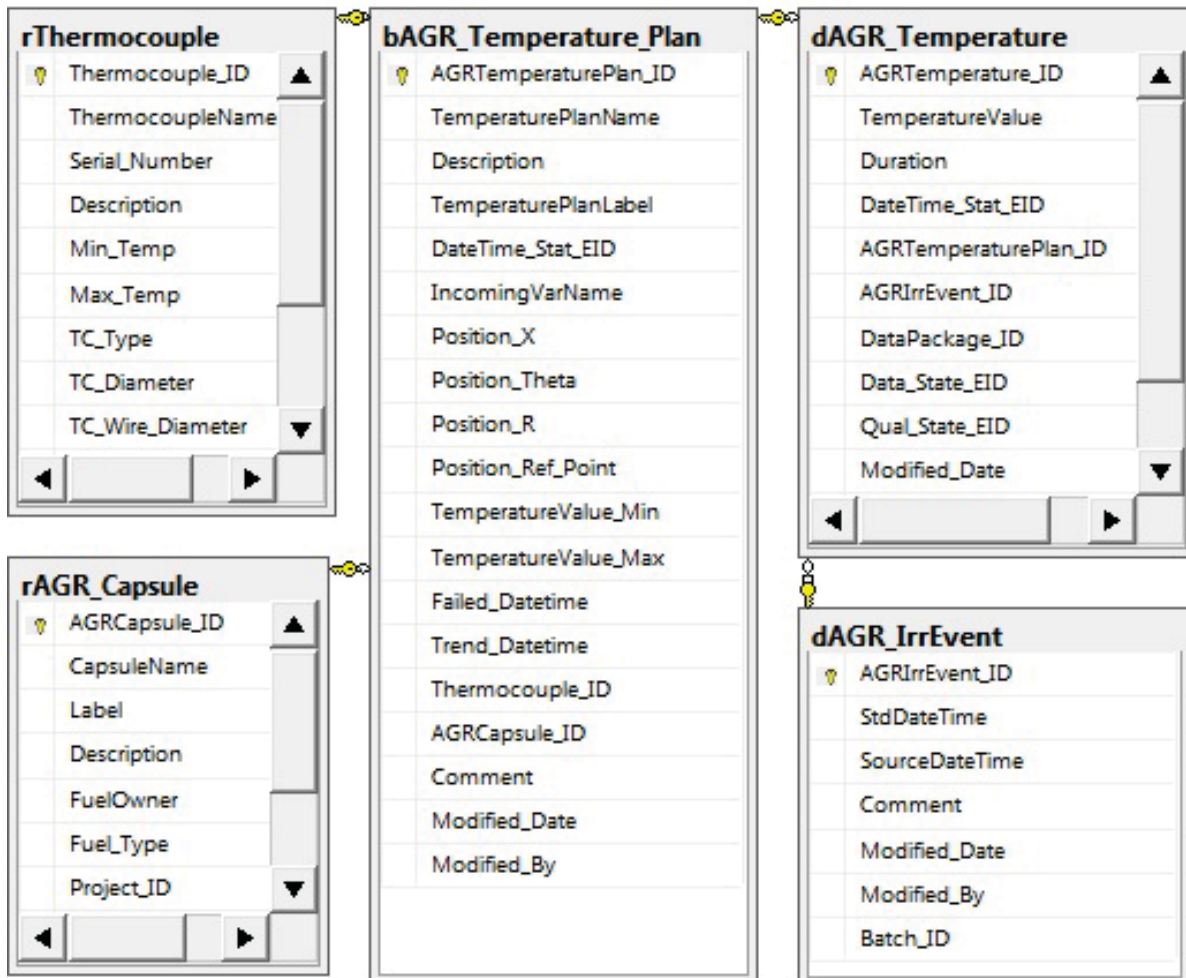 rThermocouple
Thermocouple_ID
ThermocoupleName
Serial_Number
Description
Min_Temp
Max_Temp
TC_Type
TC_Diameter
TC_Wire_Diameter
rAGR_Capsule
AGRCapsule_ID
CapsuleName
Label
Description
FuelOwner
Fuel_Type
Project_ID
bAGR_Temperature_Plan
AGRTemperaturePlan_ID
TemperaturePlanName
Description
TemperaturePlanLabel
DateTime_Stat_EID
IncomingVarName
Position_X
Position_Theta
Position_R
Position_Ref_Point
TemperatureValue_Min
TemperatureValue_Max
Failed_Datetime
Trend_Datetime
Thermocouple_ID
AGRCapsule_ID
Comment
Modified_Date
Modified_By
dAGR_Temperature
AGRTemperature_ID
TemperatureValue
Duration
DateTime_Stat_EID
AGRTemperaturePlan_ID
AGRIrrEvent_ID
DataPackage_ID
Data_State_EID
Qual_State_EID
Modified_Date
dAGR_IrrEvent
AGRIrrEvent_ID
StdDateTime
SourceDateTime
Comment
Modified_Date
Modified_By
Batch_ID